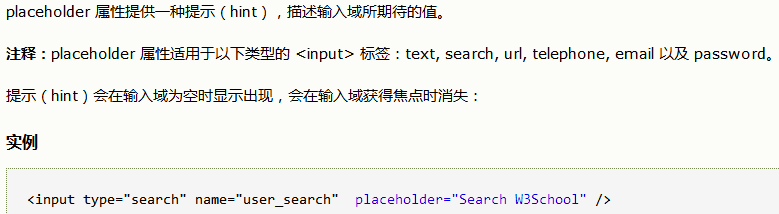 placeholder 属性提供一种提示（hint），描述输入域所期待的值。
注释：placeholder 属性适用于以下类型的 <input> 标签：text, search, url, telephone, email 以及 password。
提示（hint）会在输入域为空时显示出现，会在输入域获得焦点时消失：
实例
<input type="search" name="user_search"  placeholder="Search W3School" />